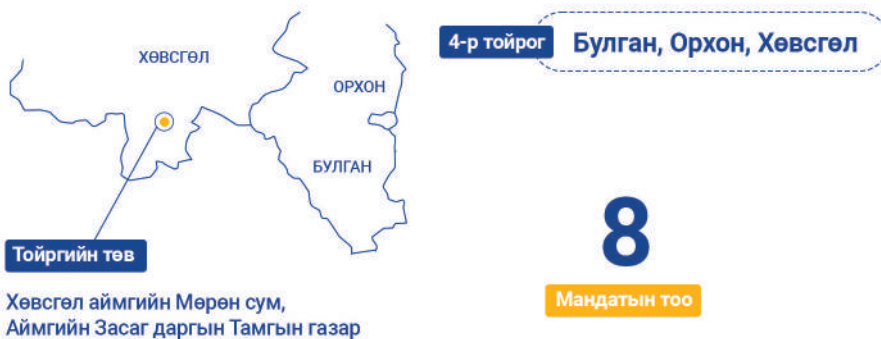 ХӨВСГӨЛ
ОРХОН
БУЛГАН
Тойргийн төв
Хөвсгөл аймгийн Мөрөн сум,
Аймгийн Засаг даргын Тамгын газар
4-р тойрог
Булган, Орхон, Хөвсгөл
8
Мандатын тоо